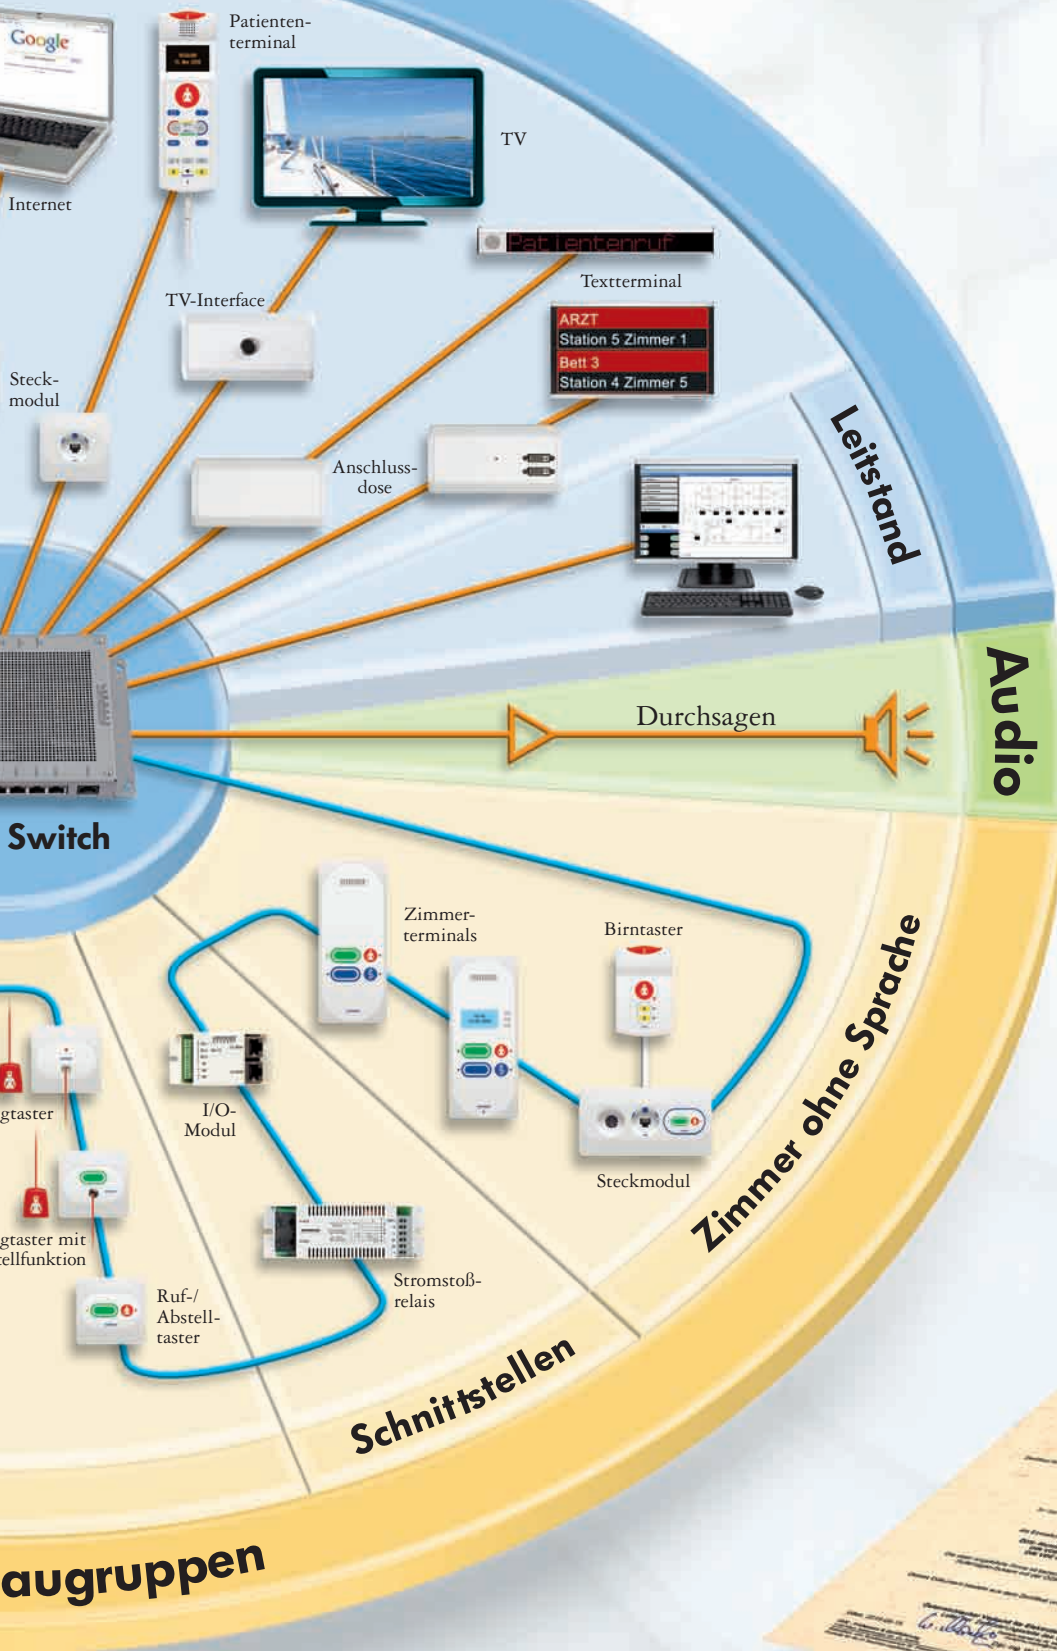 Google
Patienten-
terminal
TV
Internet
Patientenruf
Textterminal
TV-Interface
ARZT
Station 5 Zimmer 1
Bett 3
Station 4 Zimmer 5
Steck-
modul
Anschluss-
dose
Leitstand
Audio
Durchsagen
Switch
Zimmer-
terminals
Birntaster
Zimmer ohne Sprache
gtaster
I/O-
Modul
Steckmodul
gtaster mit
ellfunktion
Stromstoß-
relais
Ruf-/
Abstell-
taster
Schnittstellen
augruppen